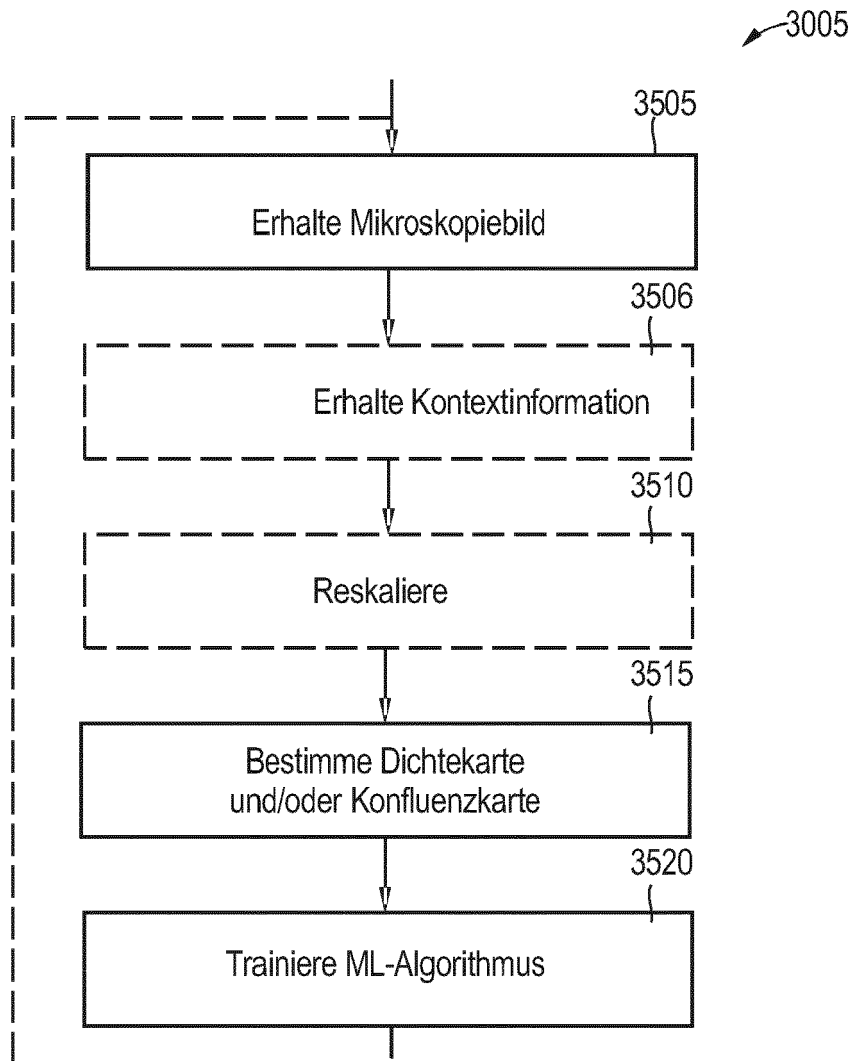 3005
3505
Erhalte Mikroskopiebild
3506
Erhalte Kontextinformation
3510
Reskaliere
3515
Bestimme Dichtekarte
und/oder Konfluenzkarte
3520
Trainiere ML-Algorithmus